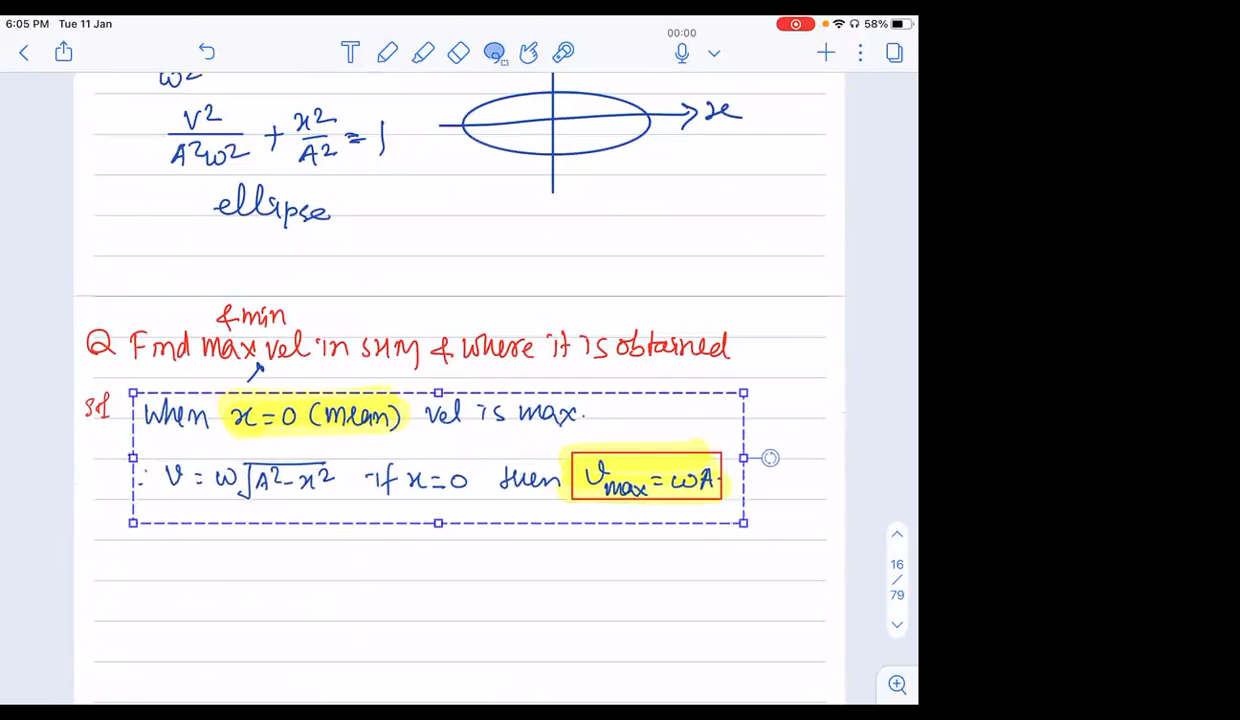 6:05 PM Tue 11 Jan
58%
00:00
ω²
V²/A²ω² + x²/A² = 1
x
ellipse
& min
Q Find max vel in SHM & where it is obtained
Sol When x=0 (mean) vel is max.
∴ V = ω√A²-x² if x=0 then Vmax = ωA.
16
/
79